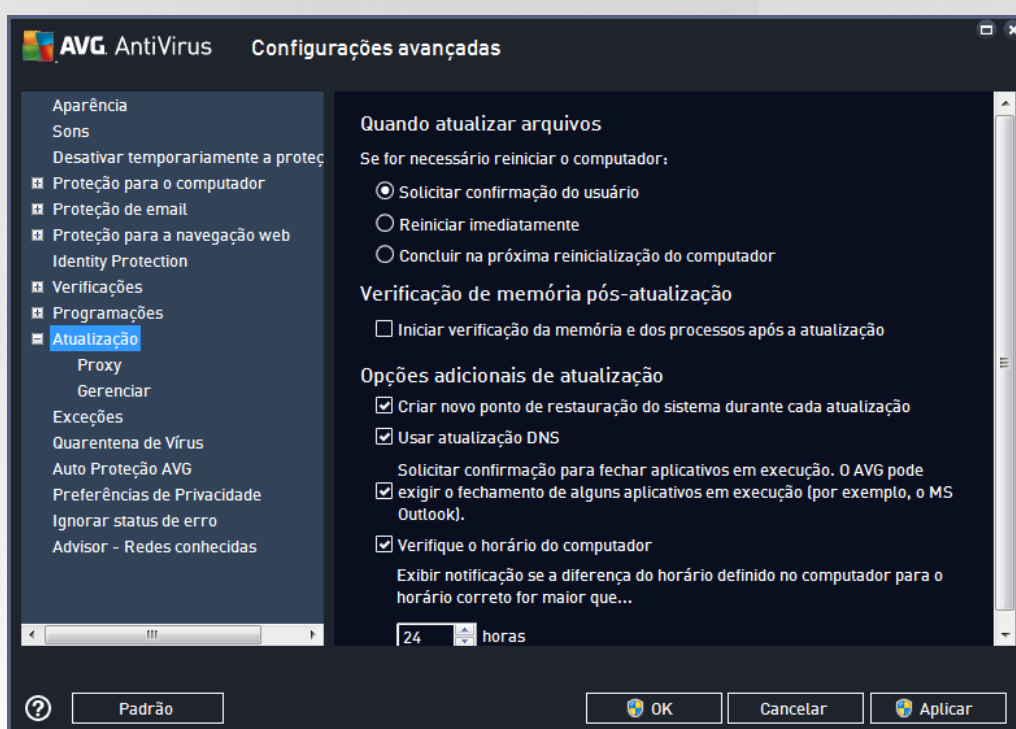 AVG. AntiVirus Configurações avançadas
Aparência
Sons
Desativar temporariamente a proteç
Proteção para o computador
Proteção de email
Proteção para a navegação web
Identity Protection
Verificações
Programações
Atualização
Proxy
Gerenciar
Exceções
Quarentena de Vírus
Auto Proteção AVG
Preferências de Privacidade
Ignorar status de erro
Advisor - Redes conhecidas
Quando atualizar arquivos
Se for necessário reiniciar o computador:
Solicitar confirmação do usuário
Reiniciar imediatamente
Concluir na próxima reinicialização do computador
Verificação de memória pós-atualização
Iniciar verificação da memória e dos processos após a atualização
Opções adicionais de atualização
Criar novo ponto de restauração do sistema durante cada atualização
Usar atualização DNS
Solicitar confirmação para fechar aplicativos em execução. O AVG pode
exigir o fechamento de alguns aplicativos em execução (por exemplo, o MS
Outlook).
Verifique o horário do computador
Exibir notificação se a diferença do horário definido no computador para o
horário correto for maior que...
24 horas
Padrão
OK
Cancelar
Aplicar